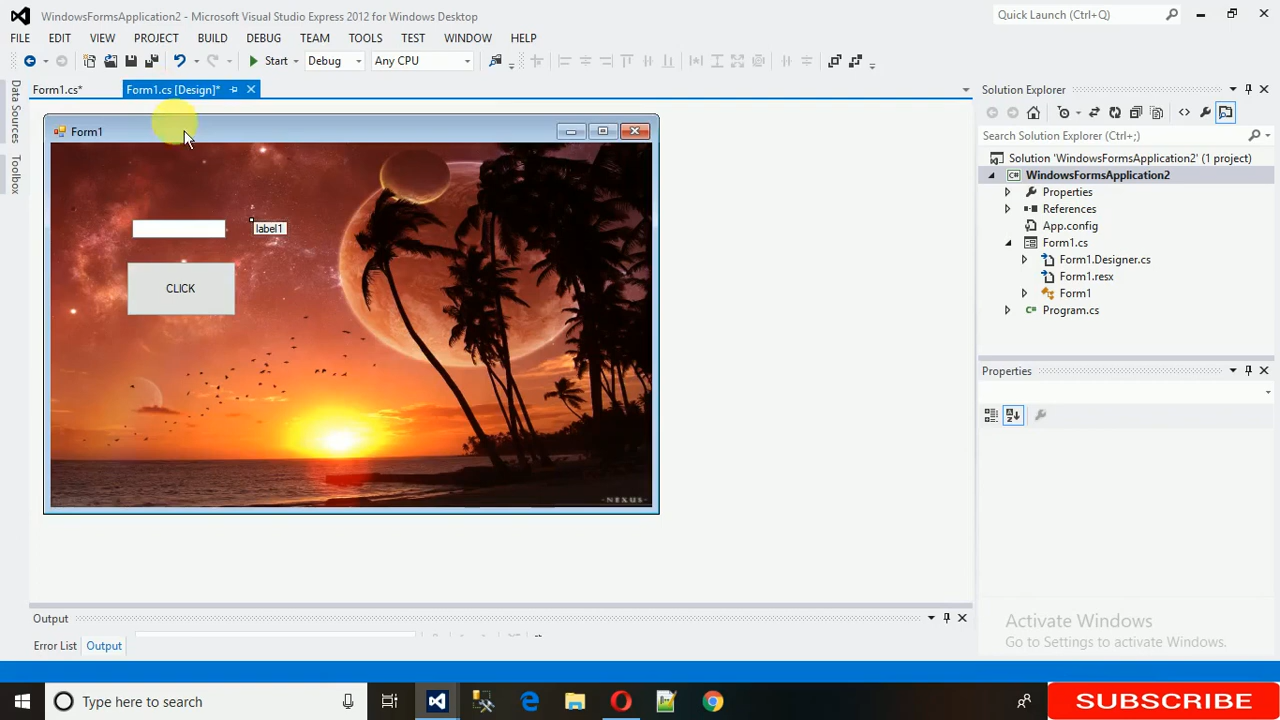 WindowsFormsApplication2 - Microsoft Visual Studio Express 2012 for Windows Desktop
Quick Launch (Ctrl+Q)
FILE EDIT VIEW PROJECT BUILD DEBUG TEAM TOOLS TEST WINDOW HELP
Start Debug Any CPU
Data Sources
Toolbox
Form1.cs* Form1.cs [Design]*
Form1
label1
CLICK
-NEXUS-
Solution Explorer
Search Solution Explorer (Ctrl+;)
Solution 'WindowsFormsApplication2' (1 project)
C# WindowsFormsApplication2
Properties
References
App.config
Form1.cs
Form1.Designer.cs
Form1.resx
Form1
C# Program.cs
Properties
Output
Error List Output
Activate Windows
Go to Settings to activate Windows.
Type here to search
SUBSCRIBE